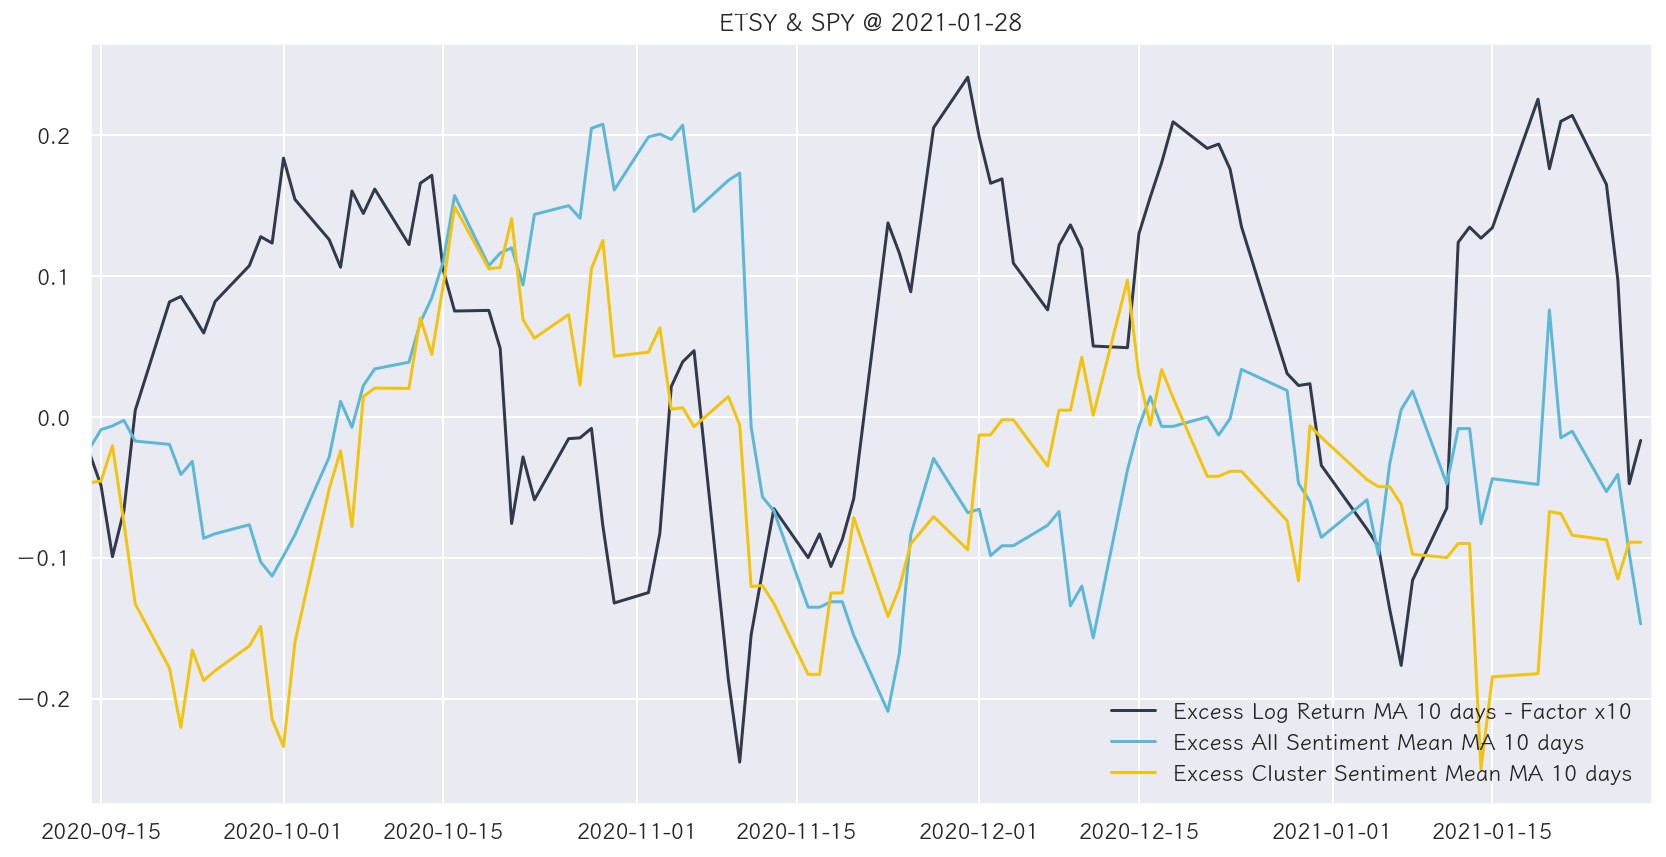 ETSY & SPY @ 2021-01-28
0.2
0.1
0.0
−0.1
−0.2
Excess Log Return MA 10 days - Factor x10
Excess All Sentiment Mean MA 10 days
Excess Cluster Sentiment Mean MA 10 days
2020-09-15 2020-10-01 2020-10-15 2020-11-01 2020-11-15 2020-12-01 2020-12-15 2021-01-01 2021-01-15